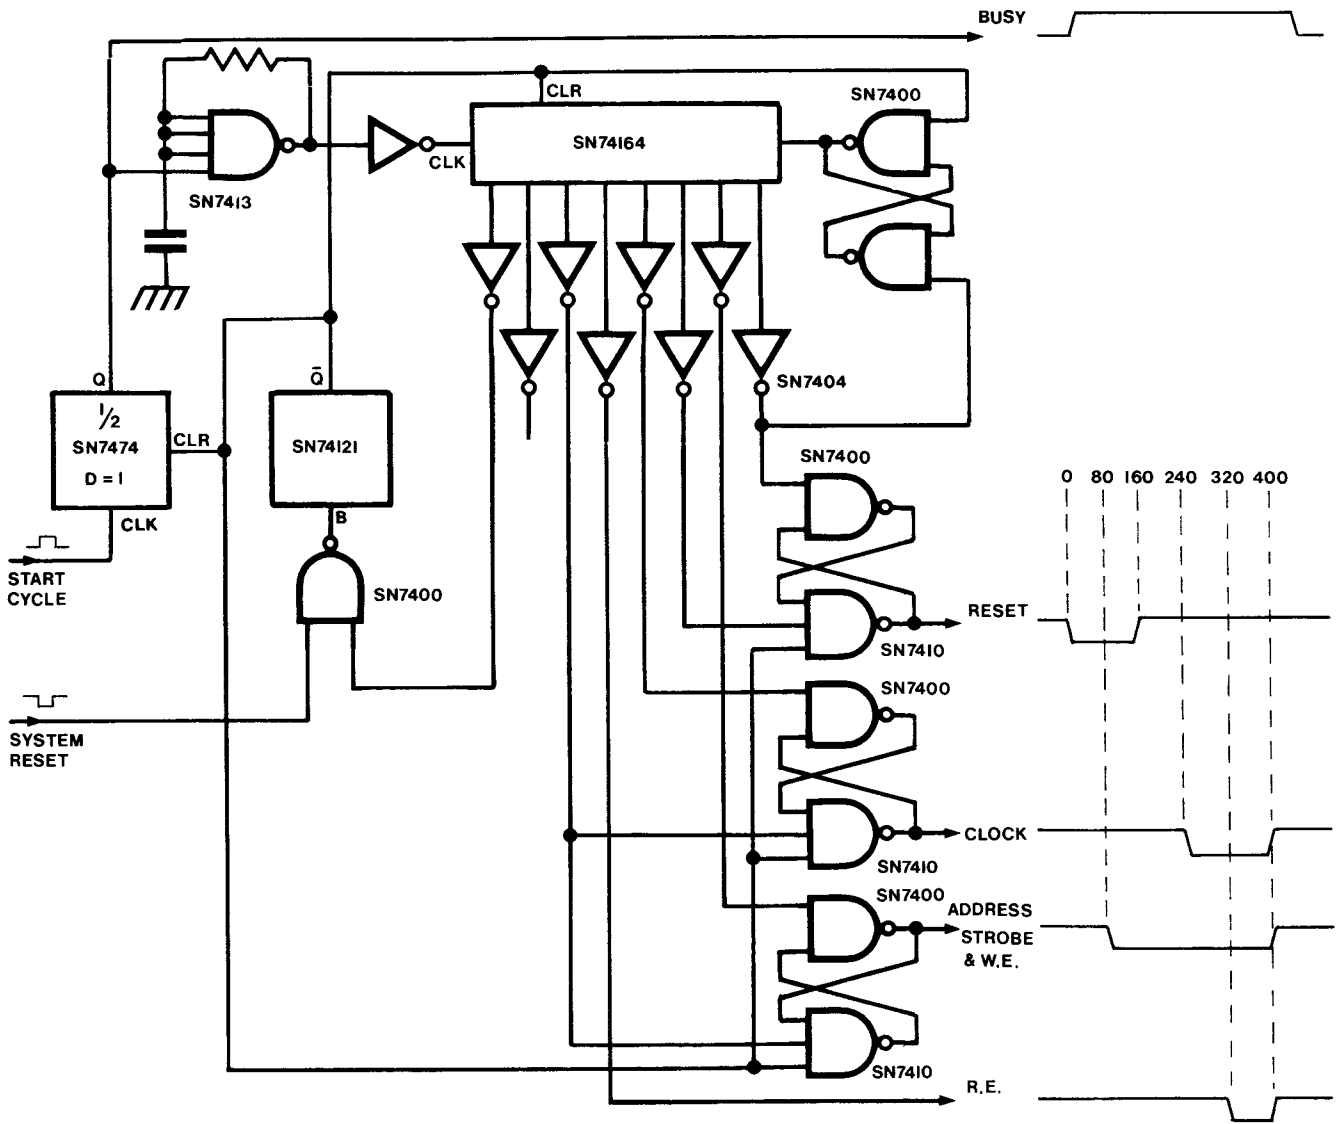 BUSY
CLR
SN7400
SN74164
CLK
SN7413
Q
Q̄
SN7404
1/2
SN7474
D = 1
CLR
SN74121
SN7400
0 80 160 240 320 400
B
CLK
START
CYCLE
SN7400
RESET
SN7410
SN7400
SYSTEM
RESET
CLOCK
SN7410
SN7400
ADDRESS
STROBE
& W.E.
SN7410
R.E.